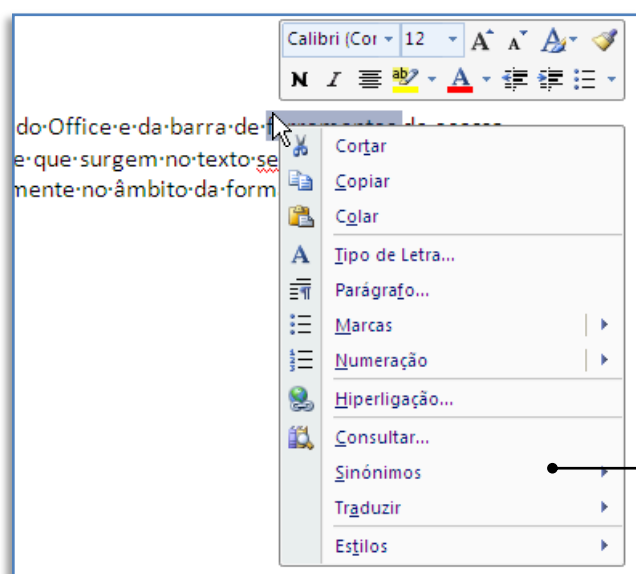 Calibri (Cor 12 A A A
N I ab A
do·Office·e·da·barra·de·
e·que·surgem·no·texto·se
mente·no·âmbito·da·form
Cortar
Copiar
Colar
A Tipo de Letra...
Parágrafo...
Marcas
Numeração
Hiperligação...
Consultar...
Sinónimos
Traduzir
Estilos